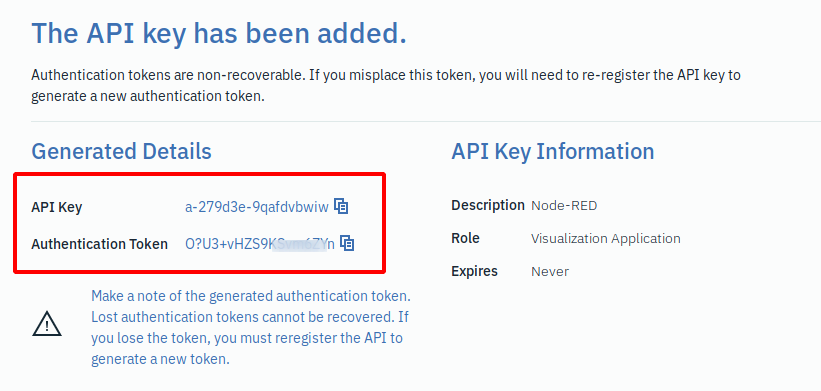 The API key has been added.
Authentication tokens are non-recoverable. If you misplace this token, you will need to re-register the API key to
generate a new authentication token.
Generated Details
API Key a-279d3e-9qafdvbwiw
Authentication Token
Make a note of the generated authentication token.
Lost authentication tokens cannot be recovered. If
you lose the token, you must reregister the API to
generate a new token.
API Key Information
Description Node-RED
Role Visualization Application
Expires Never